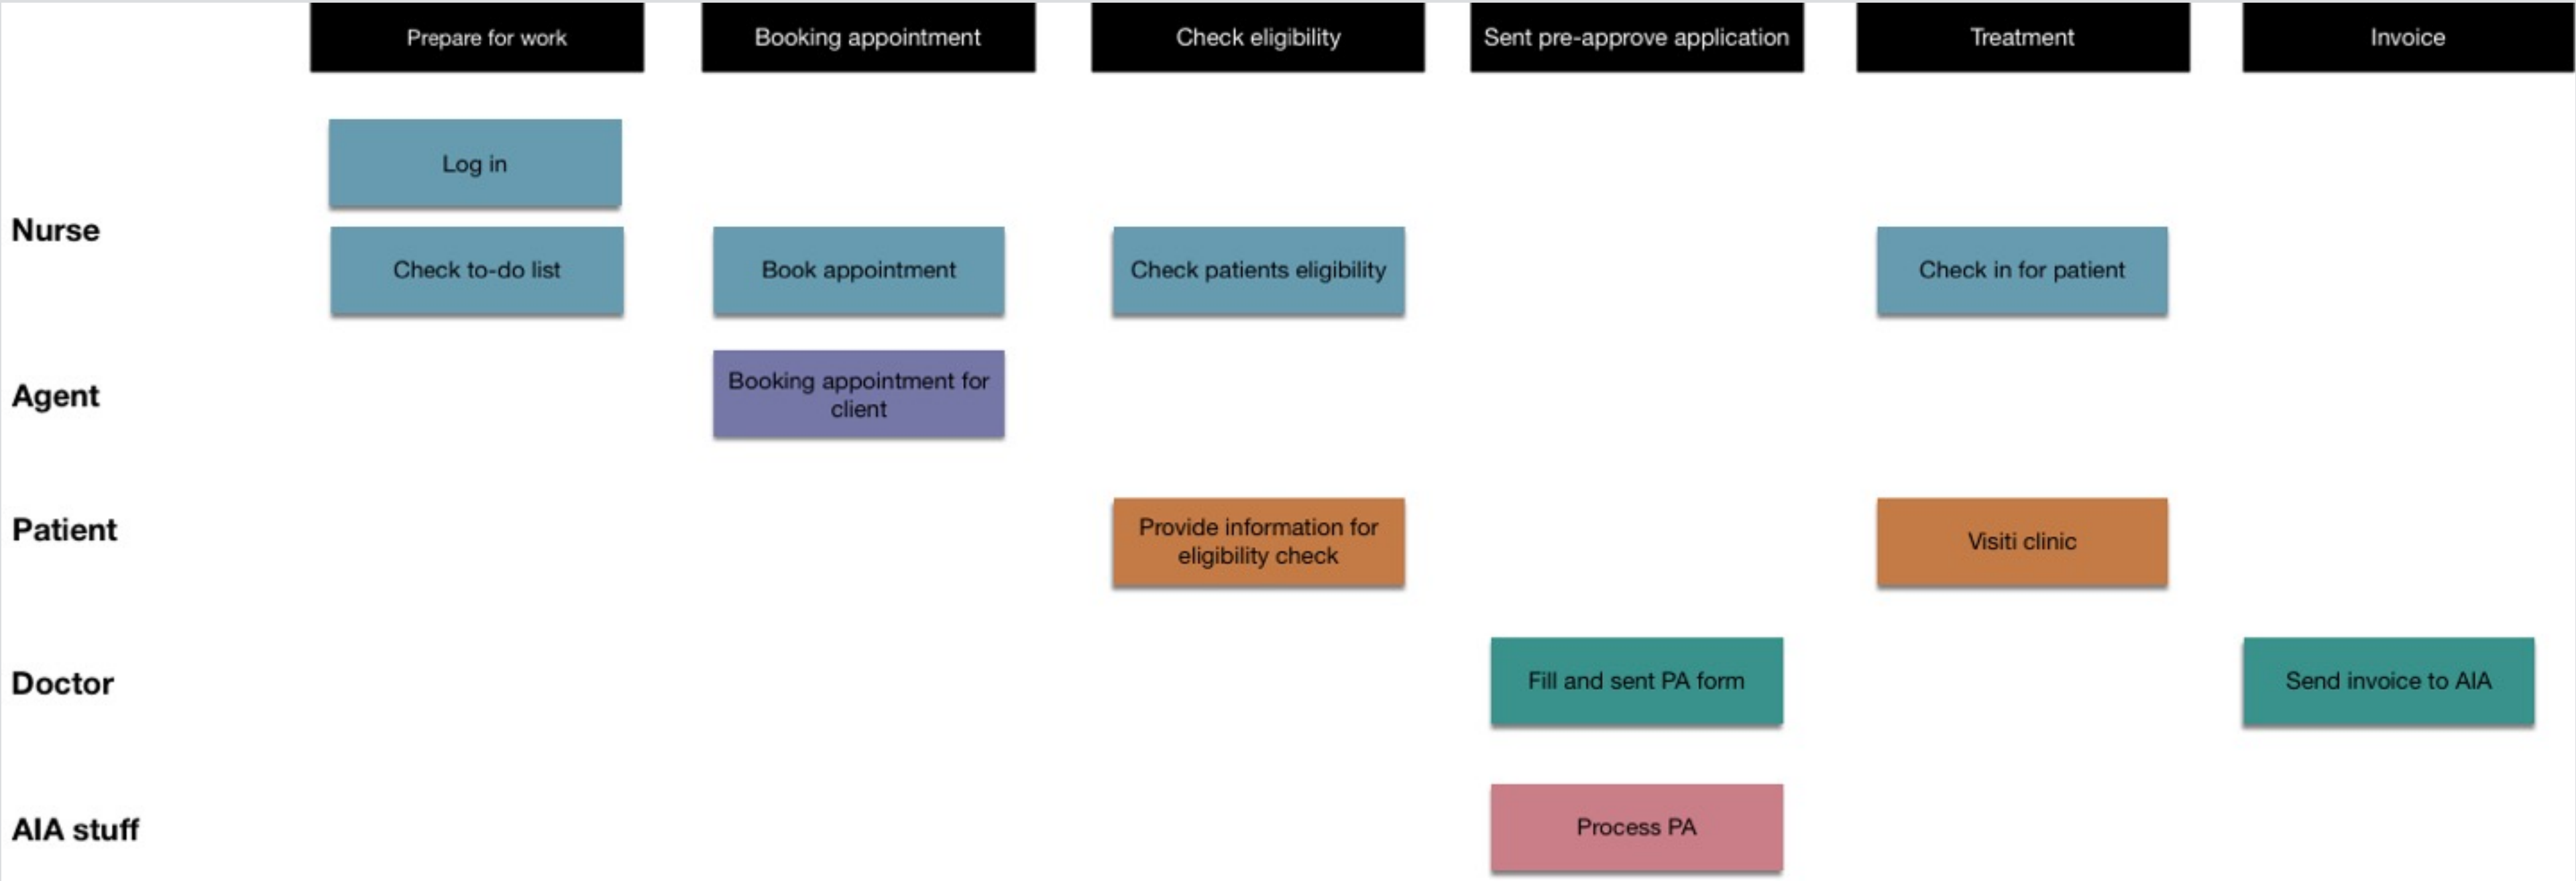 Prepare for work
Booking appointment
Check eligibility
Sent pre-approve application
Treatment
Invoice
Log in
Nurse
Check to-do list
Book appointment
Check patients eligibility
Check in for patient
Agent
Booking appointment for
client
Patient
Provide information for
eligibility check
Visiti clinic
Doctor
Fill and sent PA form
Send invoice to AIA
AIA stuff
Process PA